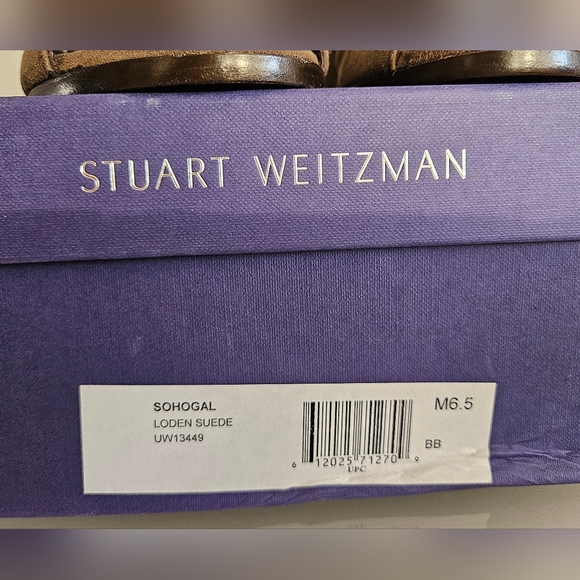 STUART WEITZMAN
SOHOGAL
LODEN SUEDE
UW13449
M6.5
BB
6 12025 71270 9
UPC